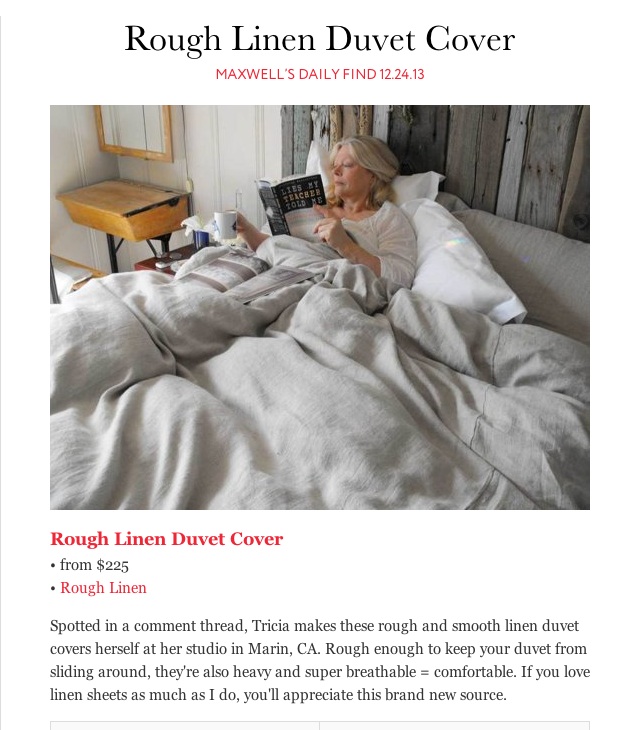 Rough Linen Duvet Cover
MAXWELL'S DAILY FIND 12.24.13
LIES MY
TEACHER
TOLD ME
Rough Linen Duvet Cover
• from $225
• Rough Linen
Spotted in a comment thread, Tricia makes these rough and smooth linen duvet
covers herself at her studio in Marin, CA. Rough enough to keep your duvet from
sliding around, they're also heavy and super breathable = comfortable. If you love
linen sheets as much as I do, you'll appreciate this brand new source.